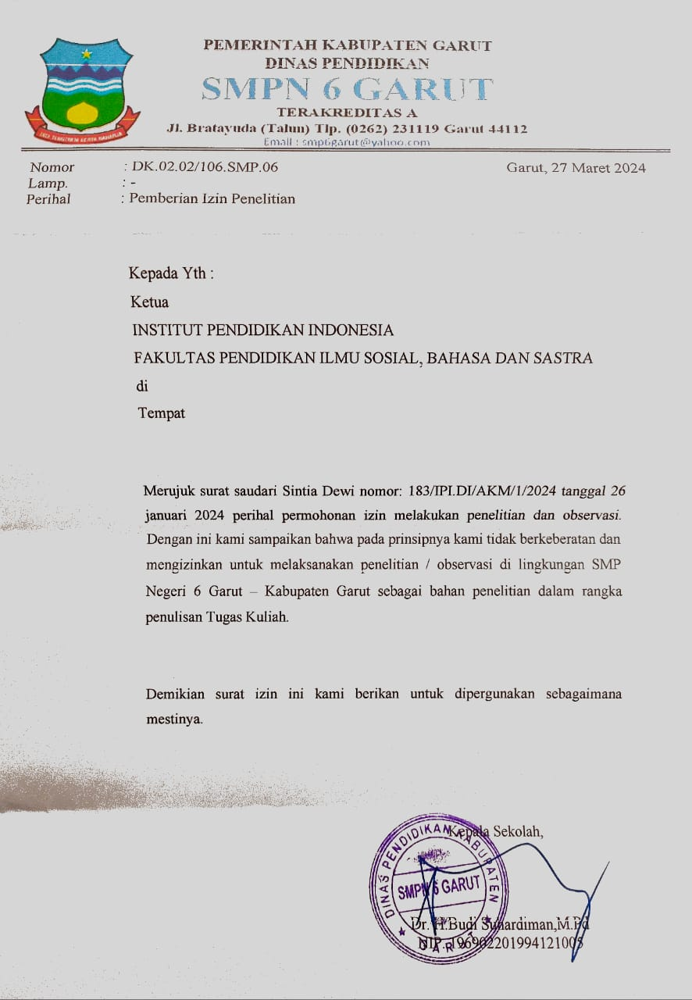 PEMERINTAH KABUPATEN GARUT
DINAS PENDIDIKAN
SMPN 6 GARUT
TERAKREDITAS A
Jl. Bratayuda (Talun) Tlp. (0262) 231119 Garut 44112
Email : smp6garut@yahoo.com
Nomor : DK.02.02/106.SMP.06
Garut, 27 Maret 2024
Lamp. : -
Perihal : Pemberian Izin Penelitian
Kepada Yth :
Ketua
INSTITUT PENDIDIKAN INDONESIA
FAKULTAS PENDIDIKAN ILMU SOSIAL, BAHASA DAN SASTRA
di
Tempat
Merujuk surat saudari Sintia Dewi nomor: 183/IPI.DI/AKM/1/2024 tanggal 26
januari 2024 perihal permohonan izin melakukan penelitian dan observasi.
Dengan ini kami sampaikan bahwa pada prinsipnya kami tidak berkeberatan dan
mengizinkan untuk melaksanakan penelitian / observasi di lingkungan SMP
Negeri 6 Garut – Kabupaten Garut sebagai bahan penelitian dalam rangka
penulisan Tugas Kuliah.
Demikian surat izin ini kami berikan untuk dipergunakan sebagaimana
mestinya.
Kepala Sekolah,
DINAS PENDIDIKAN KABUPATEN
SMPN 6 GARUT
GARUT
Dr. H.Budi Suhardiman,M.Pd
NIP. 196902201994121005